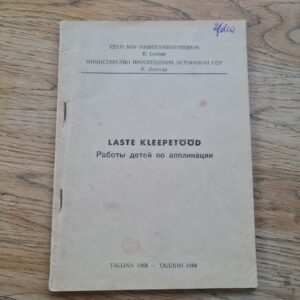 EESTI NSV HARIDUSMINISTEERIUM
МИНИСТЕРСТВО ПРОСВЕЩЕНИЯ ЭСТОНСКОЙ ССР
LASTE KLEEPETÖÖD
Работы детей по аппликации
TALLINN 1968 — ТАЛЛИН 1968